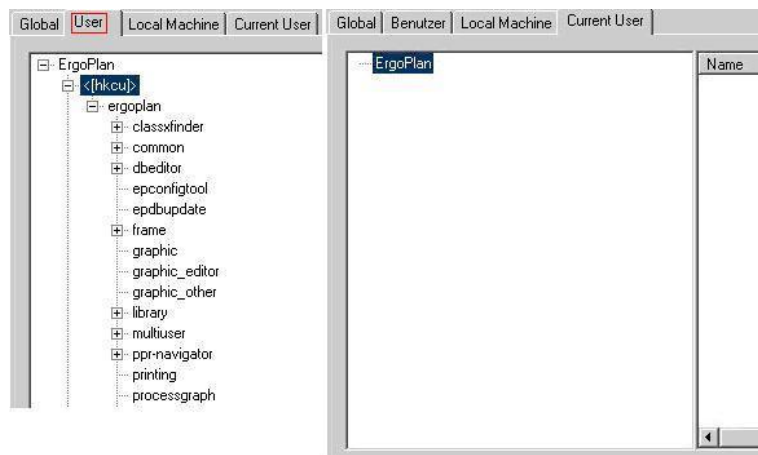 Global User Local Machine Current User
ErgoPlan
<[hkcu]>
ergoplan
classxfinder
common
dbeditor
epconfigtool
epdbupdate
frame
graphic
graphic_editor
graphic_other
library
multiuser
ppr-navigator
printing
processgraph
Global Benutzer Local Machine Current User
ErgoPlan
Name